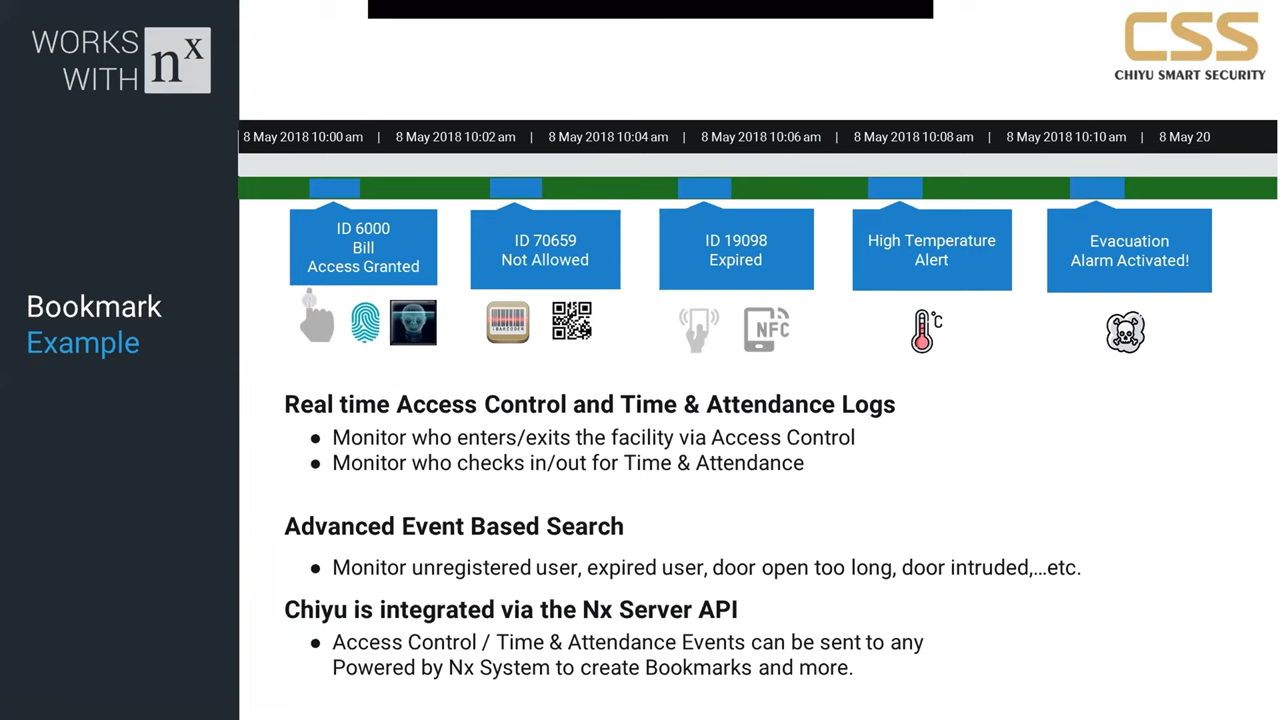 WORKS
WITH nx
CSS
CHIYU SMART SECURITY
8 May 2018 10:00 am | 8 May 2018 10:02 am | 8 May 2018 10:04 am | 8 May 2018 10:06 am | 8 May 2018 10:08 am | 8 May 2018 10:10 am | 8 May 20
ID 6000
Bill
Access Granted
ID 70659
Not Allowed
ID 19098
Expired
High Temperature
Alert
Evacuation
Alarm Activated!
BARCODE
NFC
°C
Bookmark
Example
Real time Access Control and Time & Attendance Logs
● Monitor who enters/exits the facility via Access Control
● Monitor who checks in/out for Time & Attendance
Advanced Event Based Search
● Monitor unregistered user, expired user, door open too long, door intruded,...etc.
Chiyu is integrated via the Nx Server API
● Access Control / Time & Attendance Events can be sent to any
Powered by Nx System to create Bookmarks and more.